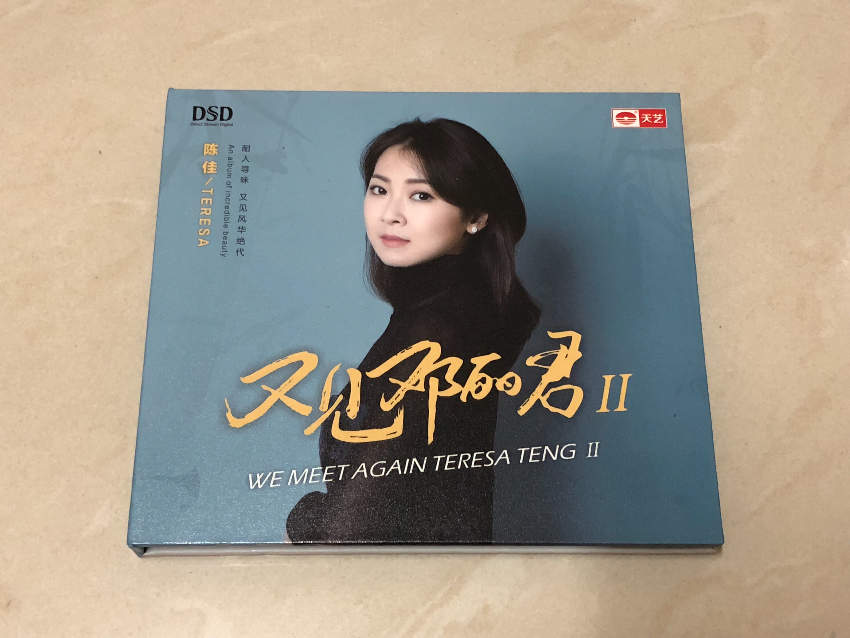 DSD
Direct Stream Digital
天艺
陈佳/TERESA
耐人寻味 又见风华绝代
An album of incredible beauty
又见邓丽君 II
WE MEET AGAIN TERESA TENG II